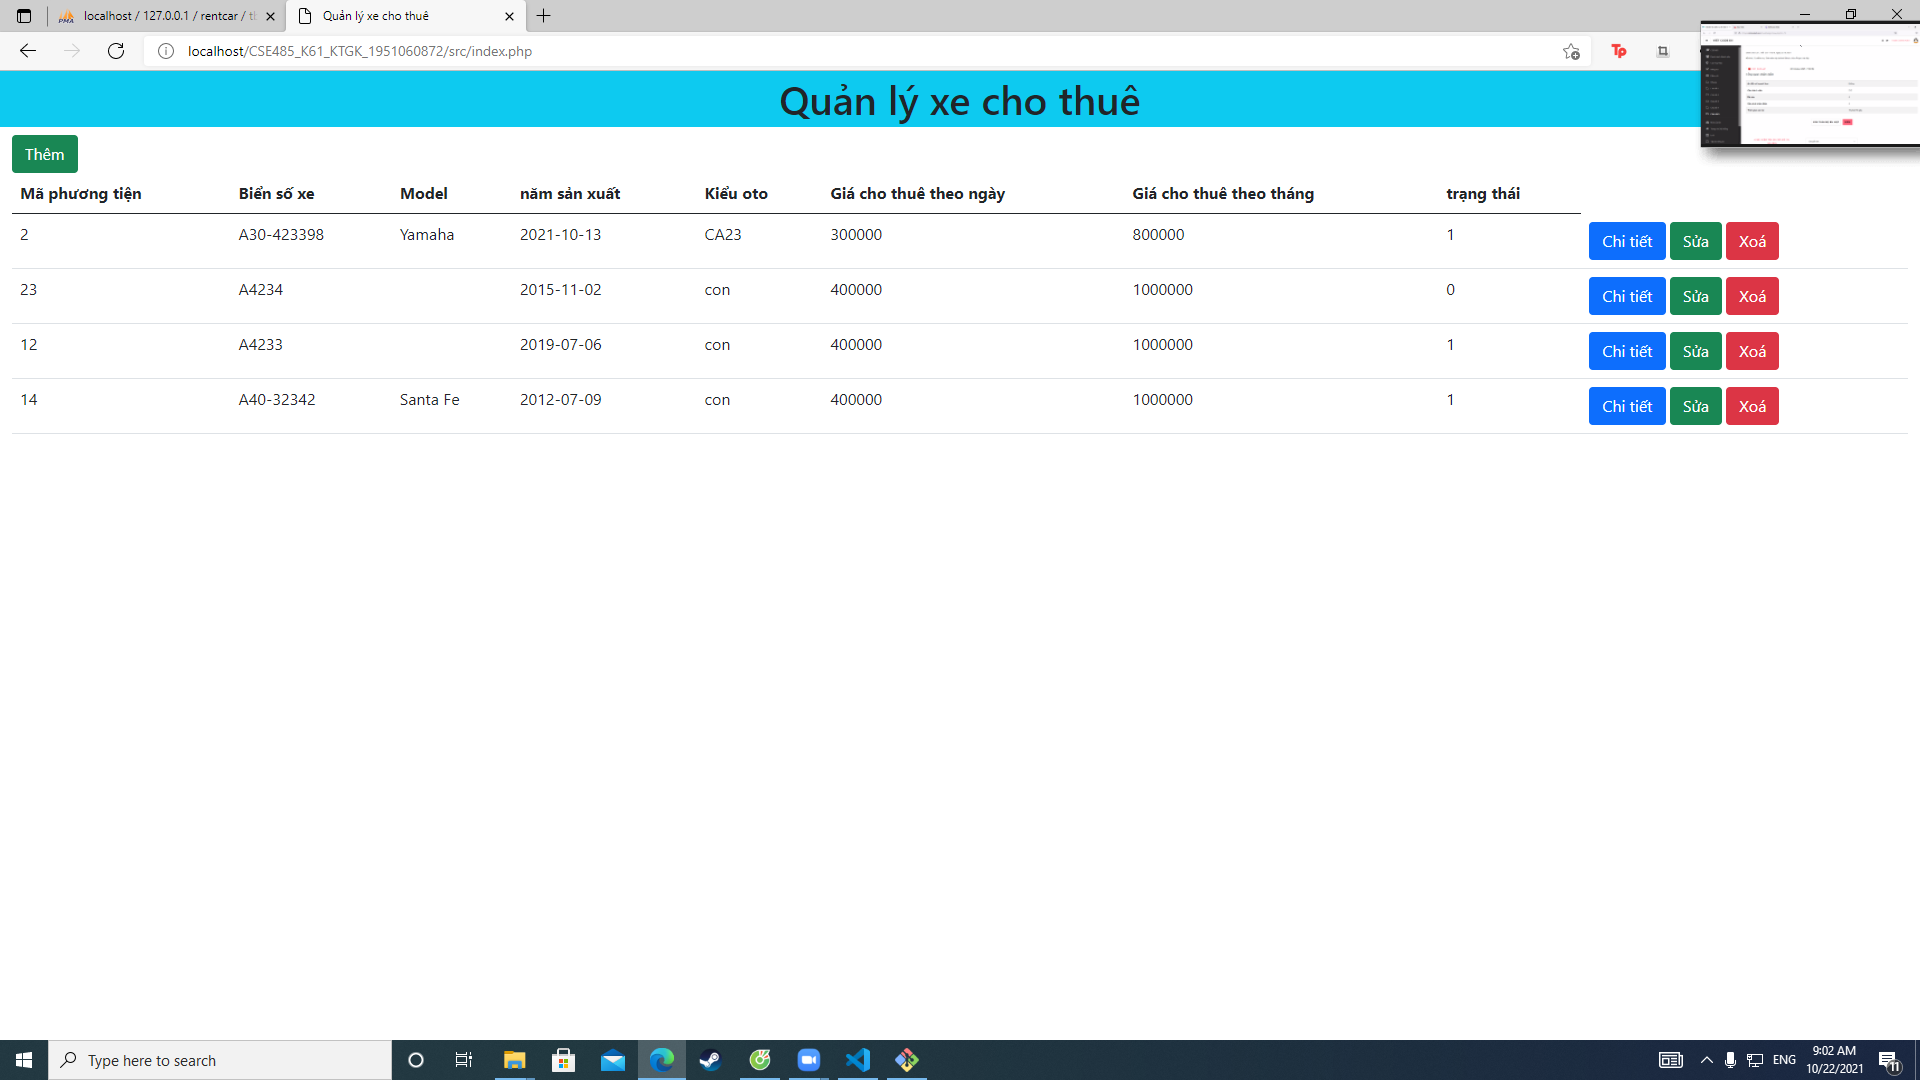 localhost / 127.0.0.1 / rentcar / tb
Quản lý xe cho thuê
localhost/CSE485_K61_KTGK_1951060872/src/index.php
Quản lý xe cho thuê
Thêm
Mã phương tiện Biển số xe Model năm sản xuất Kiểu oto Giá cho thuê theo ngày Giá cho thuê theo tháng trạng thái
2 A30-423398 Yamaha 2021-10-13 CA23 300000 800000 1 Chi tiết Sửa Xoá
23 A4234 2015-11-02 con 400000 1000000 0 Chi tiết Sửa Xoá
12 A4233 2019-07-06 con 400000 1000000 1 Chi tiết Sửa Xoá
14 A40-32342 Santa Fe 2012-07-09 con 400000 1000000 1 Chi tiết Sửa Xoá
Type here to search
ENG
9:02 AM
10/22/2021
11